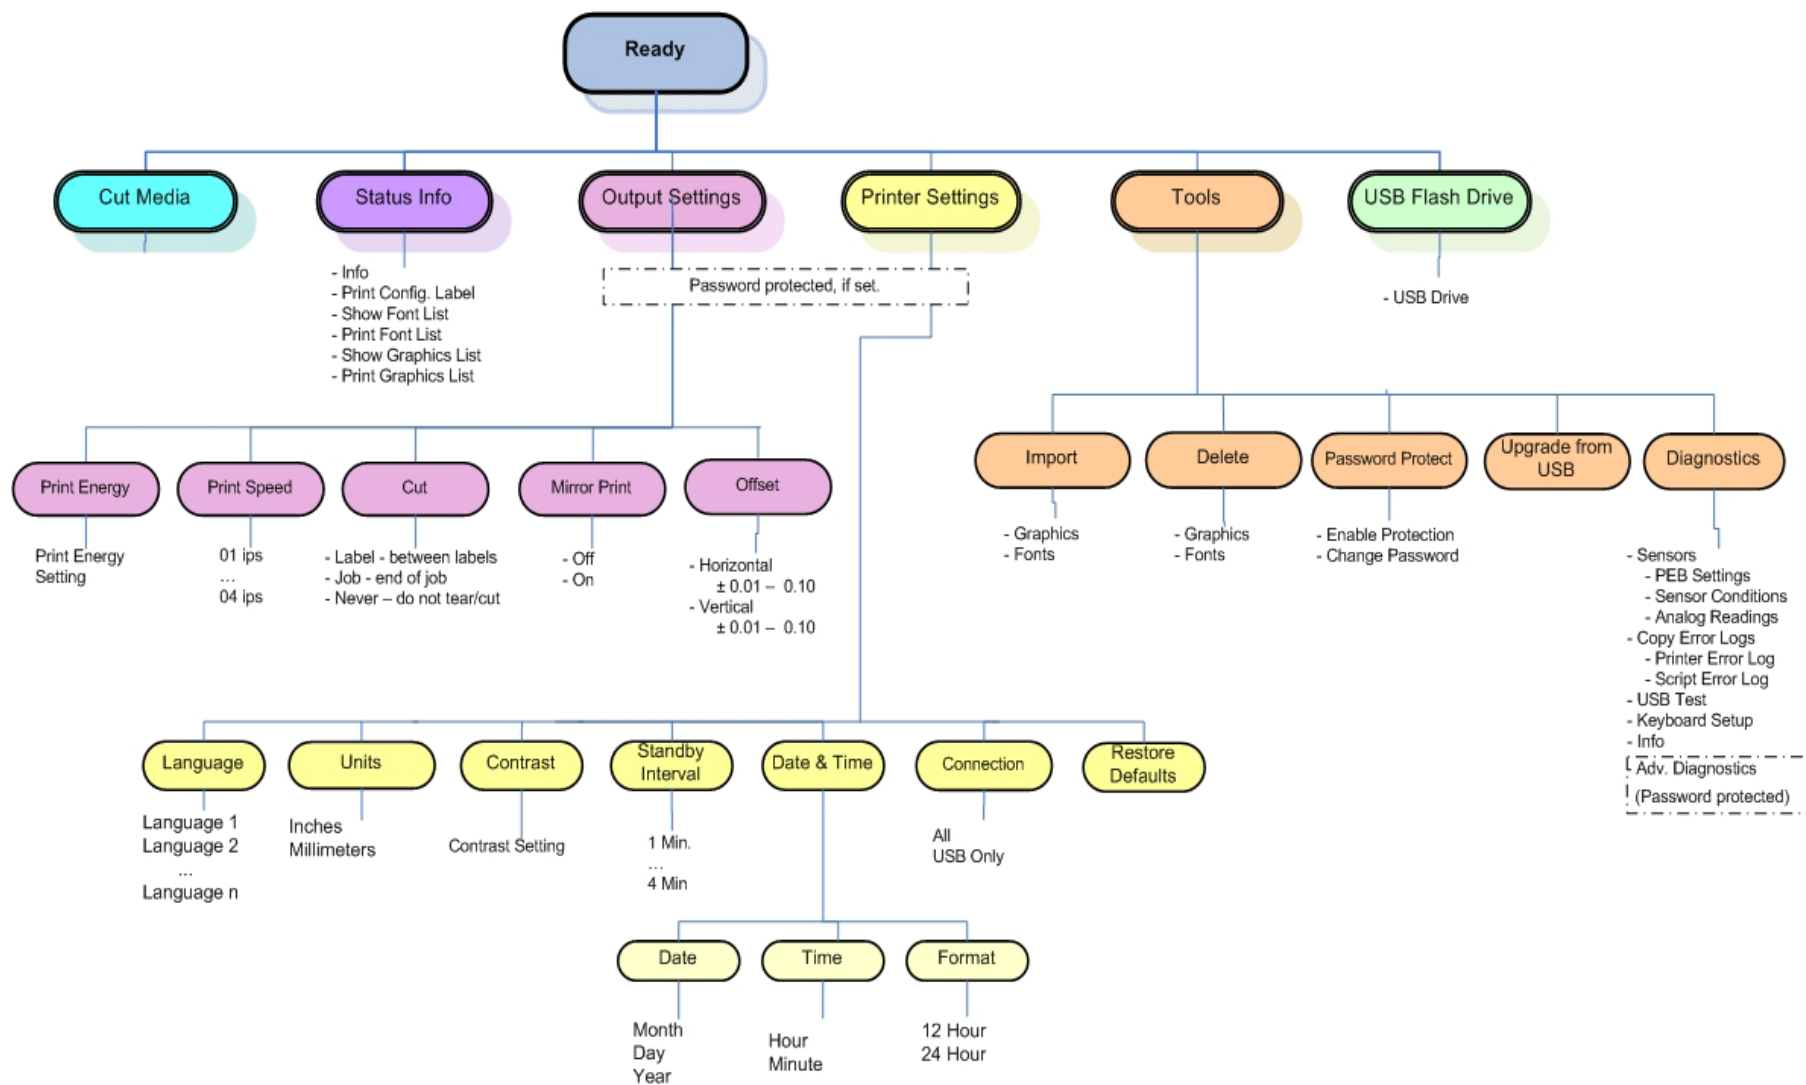 Ready
Cut Media
Status Info
Output Settings
Printer Settings
Tools
USB Flash Drive
- Info
- Print Config. Label
- Show Font List
- Print Font List
- Show Graphics List
- Print Graphics List
Password protected, if set.
- USB Drive
Print Energy
Print Speed
Cut
Mirror Print
Offset
Import
Delete
Password Protect
Upgrade from
USB
Diagnostics
Print Energy
Setting
01 ips
...
04 ips
- Label - between labels
- Job - end of job
- Never – do not tear/cut
- Off
- On
- Horizontal
± 0.01 – 0.10
- Vertical
± 0.01 – 0.10
- Graphics
- Fonts
- Graphics
- Fonts
- Enable Protection
- Change Password
- Sensors
- PEB Settings
- Sensor Conditions
- Analog Readings
- Copy Error Logs
- Printer Error Log
- Script Error Log
- USB Test
- Keyboard Setup
- Info
Adv. Diagnostics
(Password protected)
Language
Units
Contrast
Standby
Interval
Date & Time
Connection
Restore
Defaults
Language 1
Language 2
...
Language n
Inches
Millimeters
Contrast Setting
1 Min.
...
4 Min
All
USB Only
Date
Time
Format
Month
Day
Year
Hour
Minute
12 Hour
24 Hour